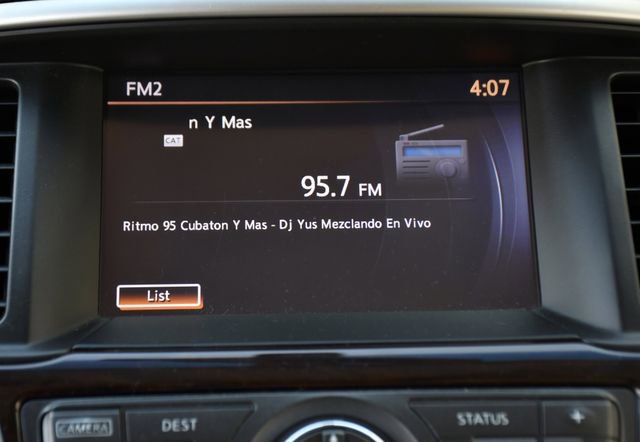 FM2 4:07
n Y Mas
CAT
95.7 FM
Ritmo 95 Cubaton Y Mas - Dj Yus Mezclando En Vivo
List
CAMERA DEST STATUS +